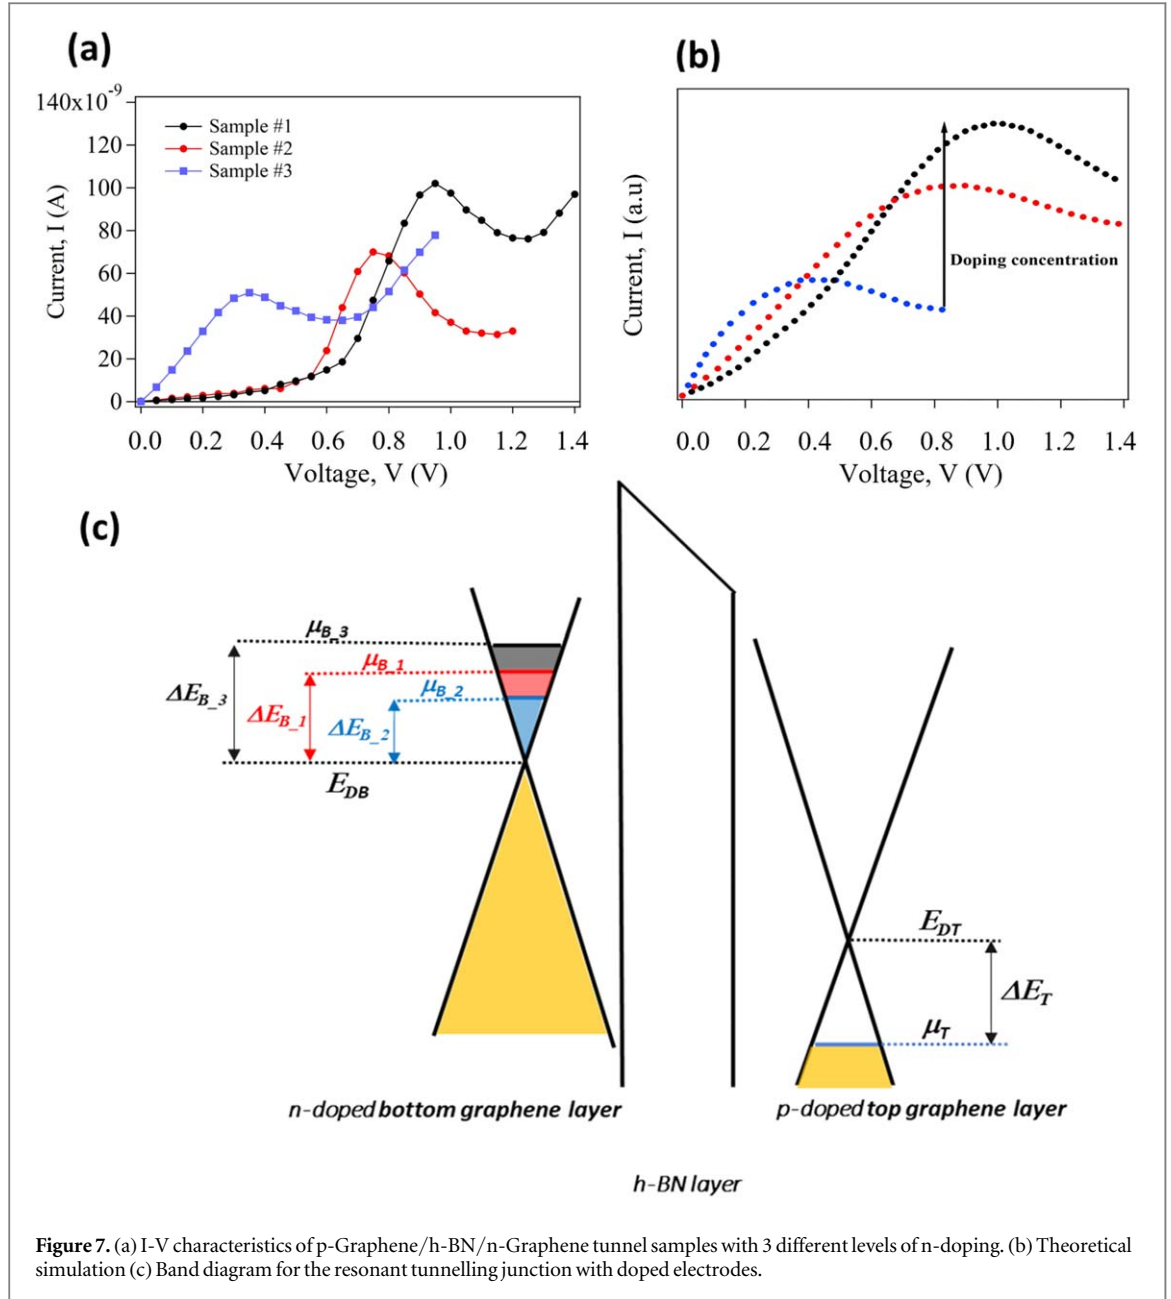 (a)
140x10⁻⁹
120
100
80
60
40
20
0
Current, I (A)
Sample #1
Sample #2
Sample #3
0.0 0.2 0.4 0.6 0.8 1.0 1.2 1.4
Voltage, V (V)
(b)
Current, I (a.u)
Doping concentration
0.0 0.2 0.4 0.6 0.8 1.0 1.2 1.4
Voltage, V (V)
(c)
μB_3
μB_1
μB_2
ΔEB_3
ΔEB_1
ΔEB_2
EDB
EDT
ΔET
μT
n-doped bottom graphene layer
p-doped top graphene layer
h-BN layer
Figure 7. (a) I-V characteristics of p-Graphene/h-BN/n-Graphene tunnel samples with 3 different levels of n-doping. (b) Theoretical
simulation (c) Band diagram for the resonant tunnelling junction with doped electrodes.